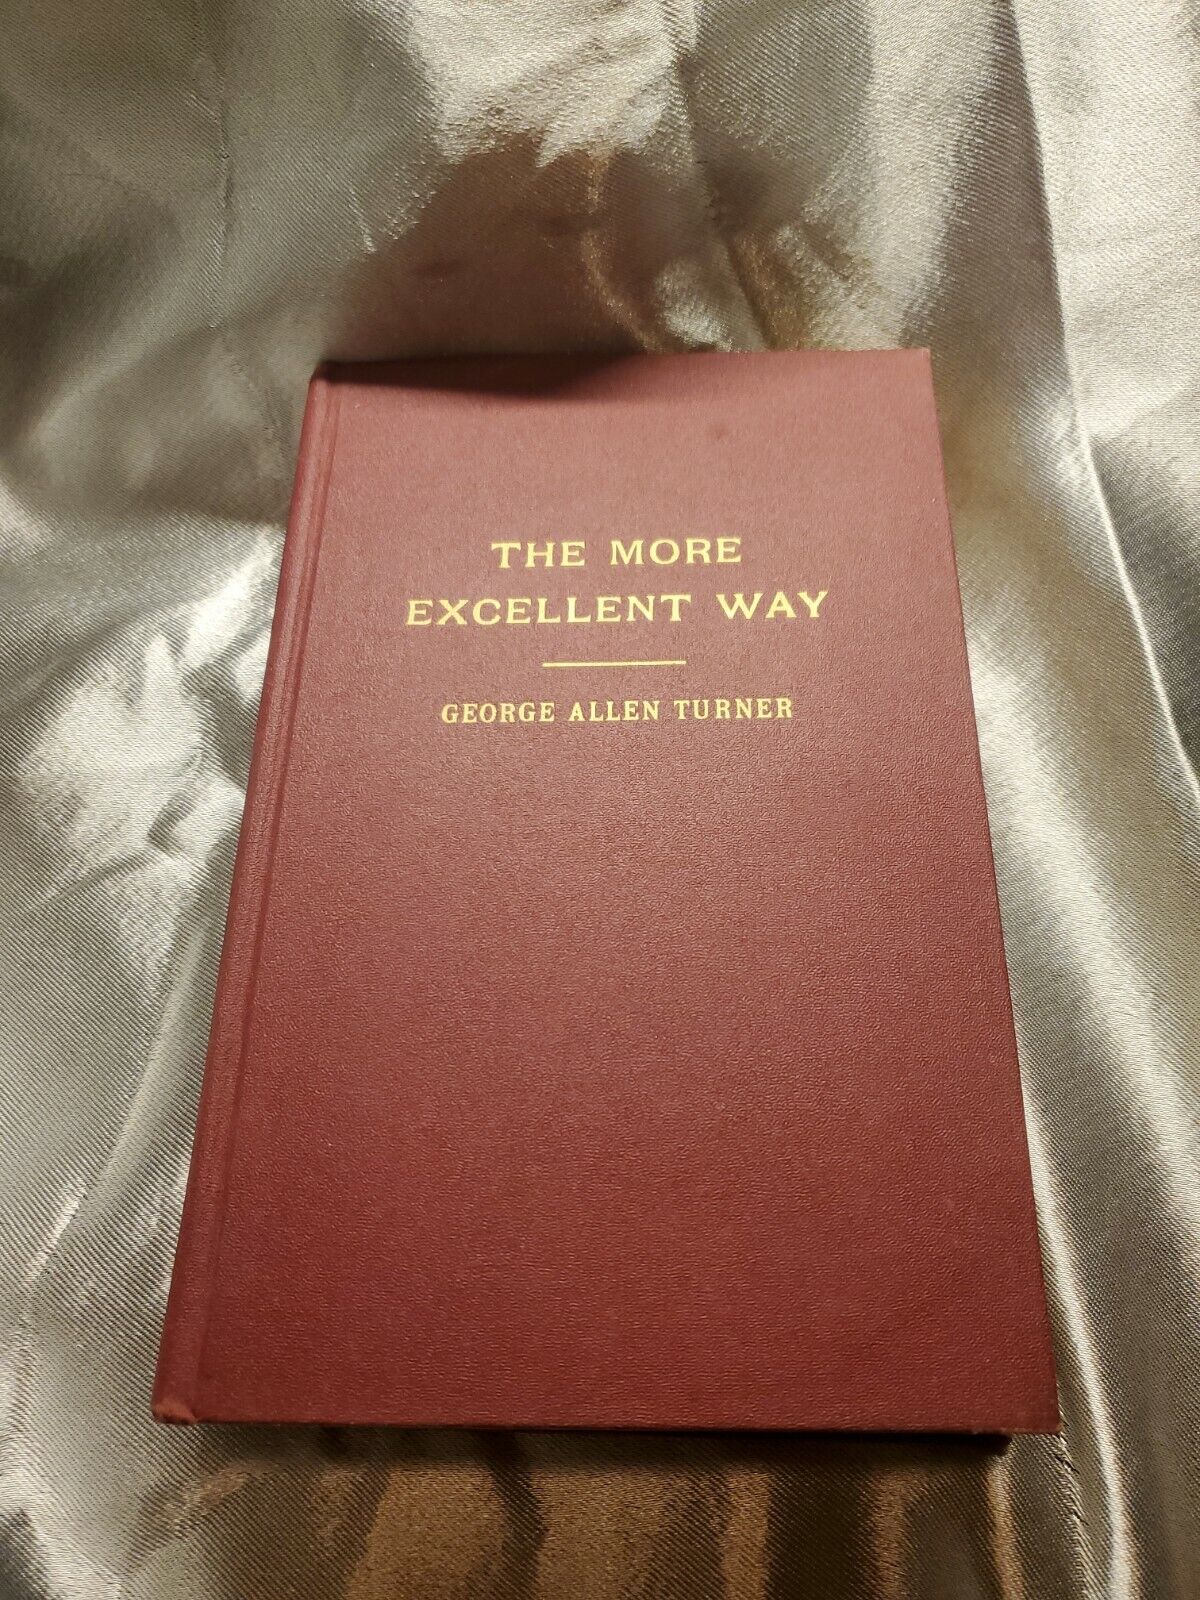 THE MORE
EXCELLENT WAY
GEORGE ALLEN TURNER